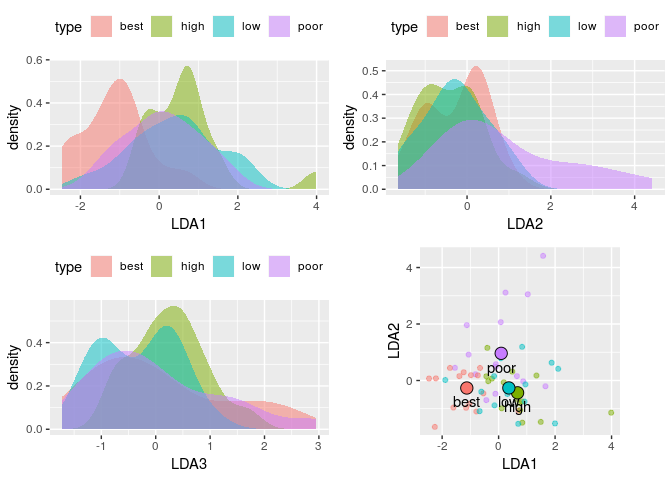 type best high low poor
0.6
0.4
0.2
0.0
density
-2 0 2 4
LDA1
type best high low poor
0.5
0.4
0.3
0.2
0.1
0.0
density
-2 0 2 4
LDA2
type best high low poor
0.4
0.2
0.0
density
-1 0 1 2 3
LDA3
4
2
0
LDA2
poor
best
low
high
-2 0 2 4
LDA1